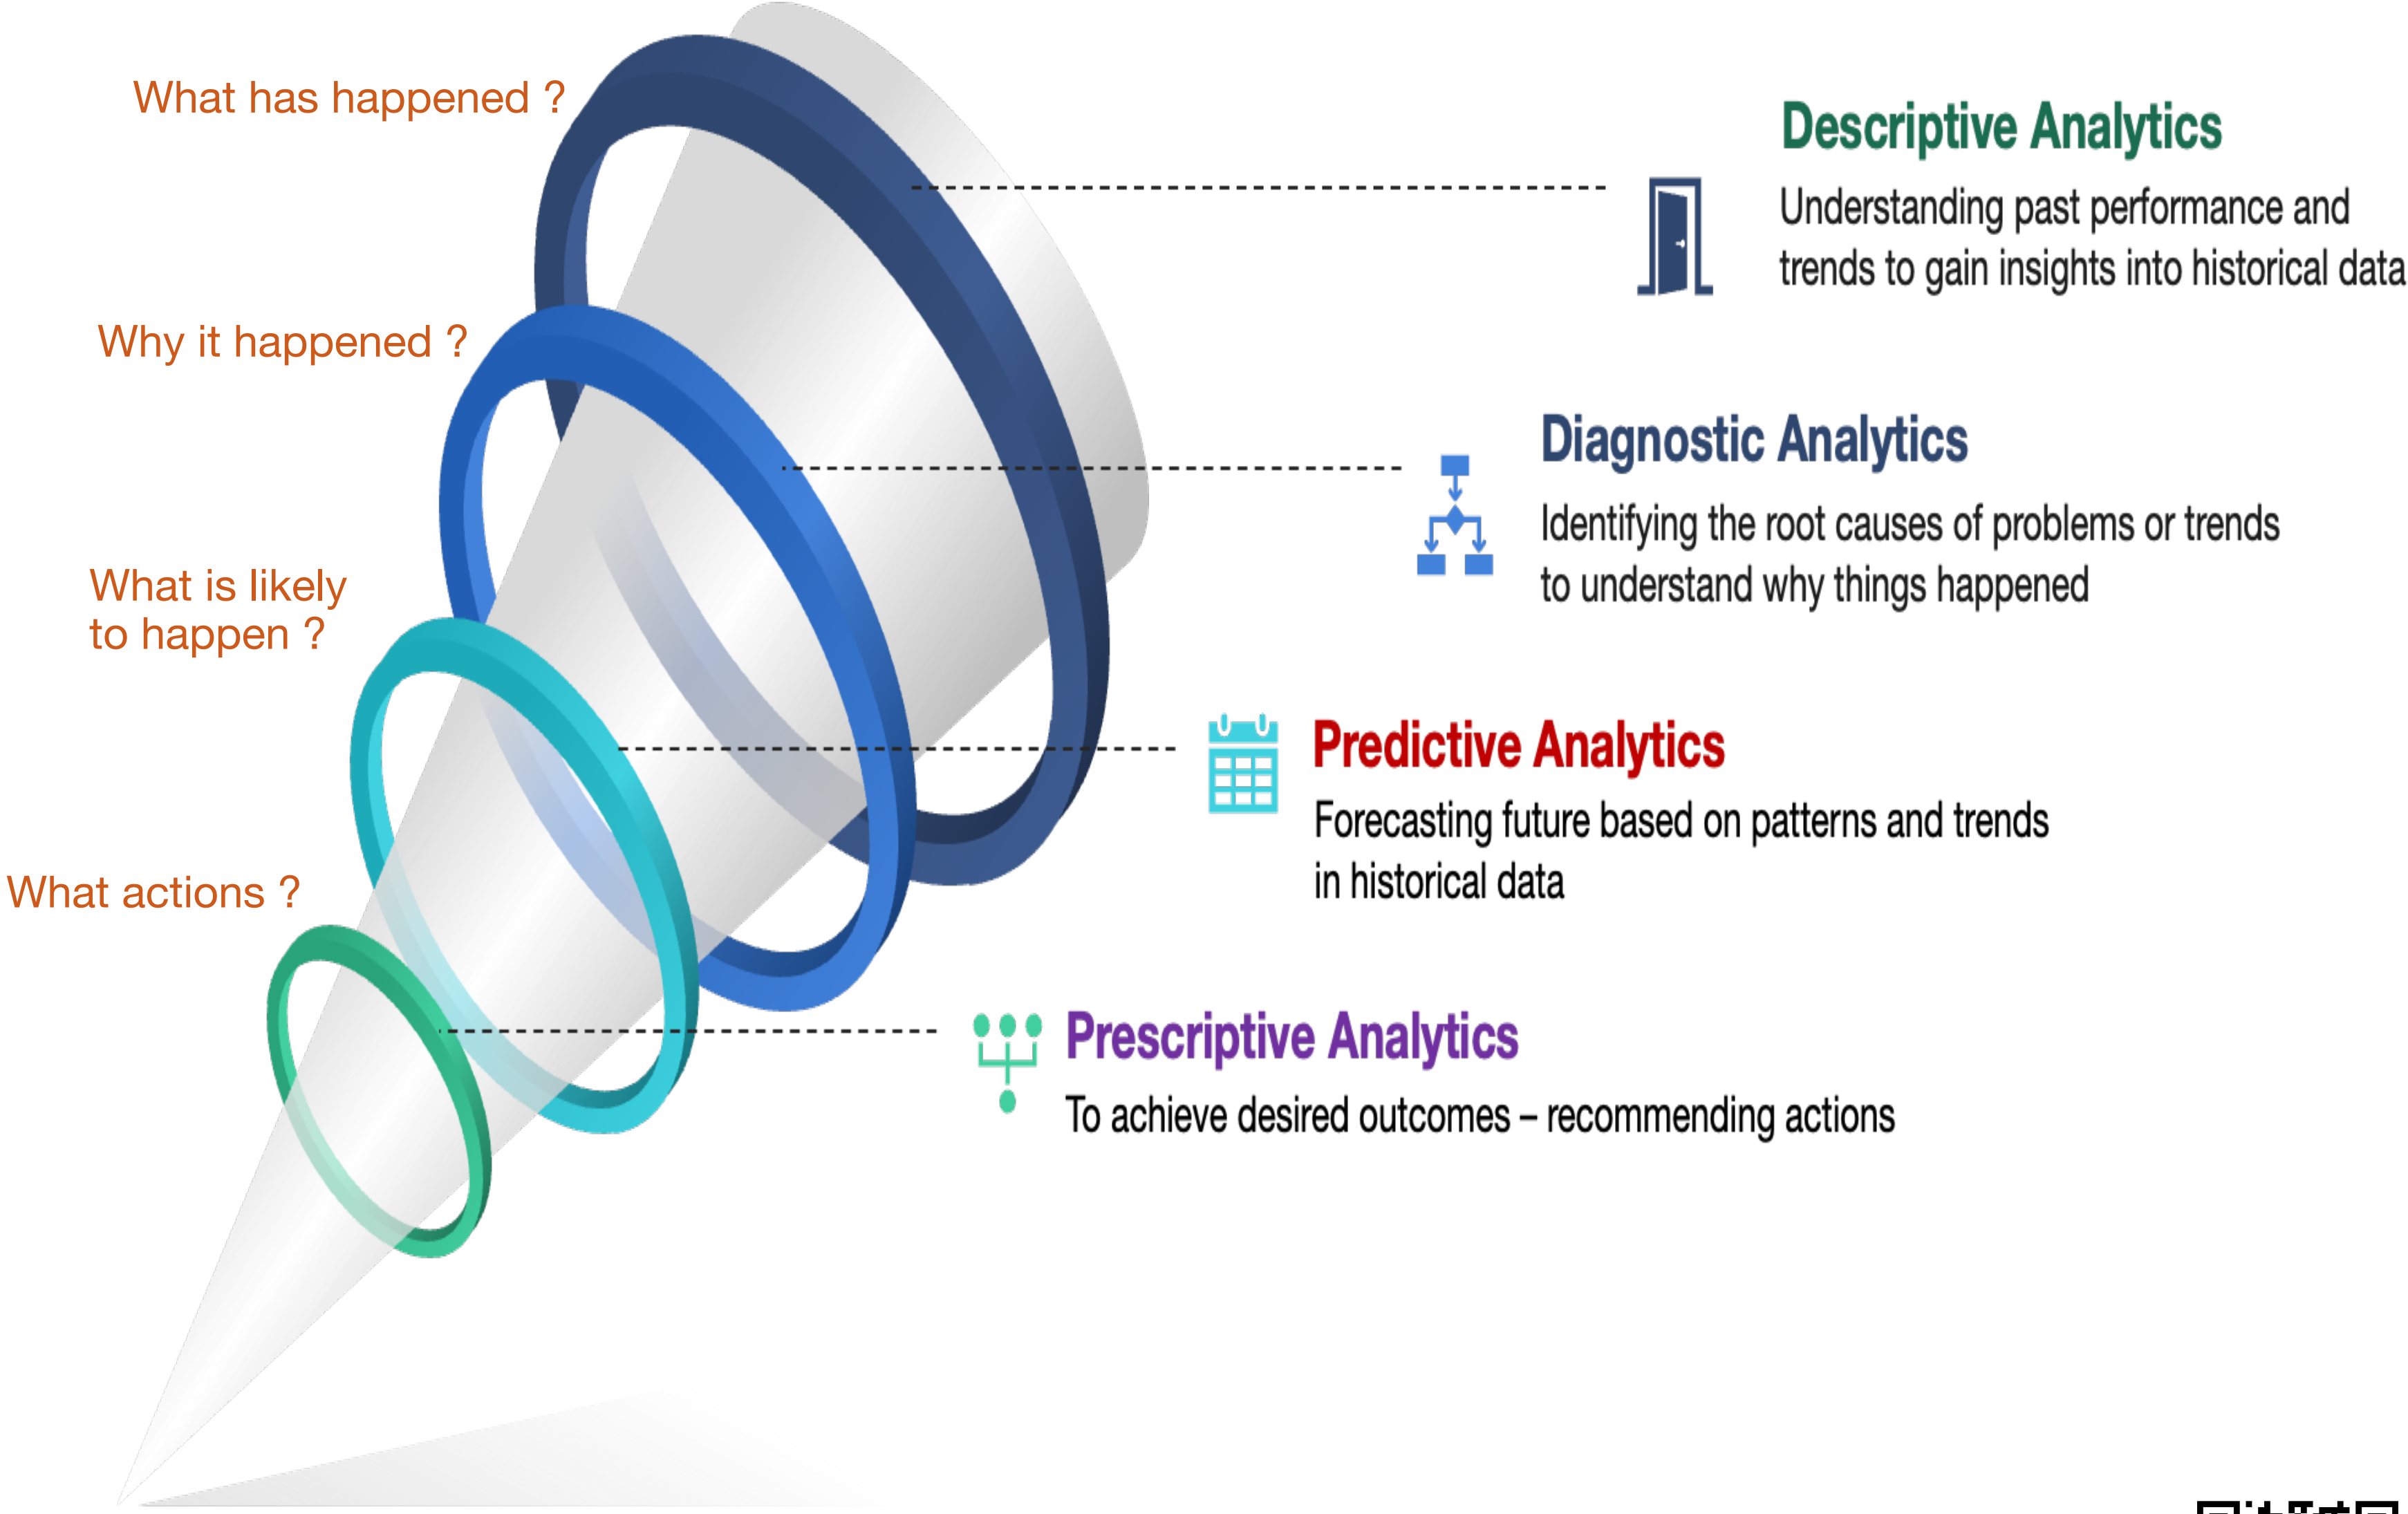 What has happened ?
Descriptive Analytics
Understanding past performance and
trends to gain insights into historical data
Why it happened ?
Diagnostic Analytics
Identifying the root causes of problems or trends
to understand why things happened
What is likely
to happen ?
Predictive Analytics
Forecasting future based on patterns and trends
in historical data
What actions ?
Prescriptive Analytics
To achieve desired outcomes – recommending actions